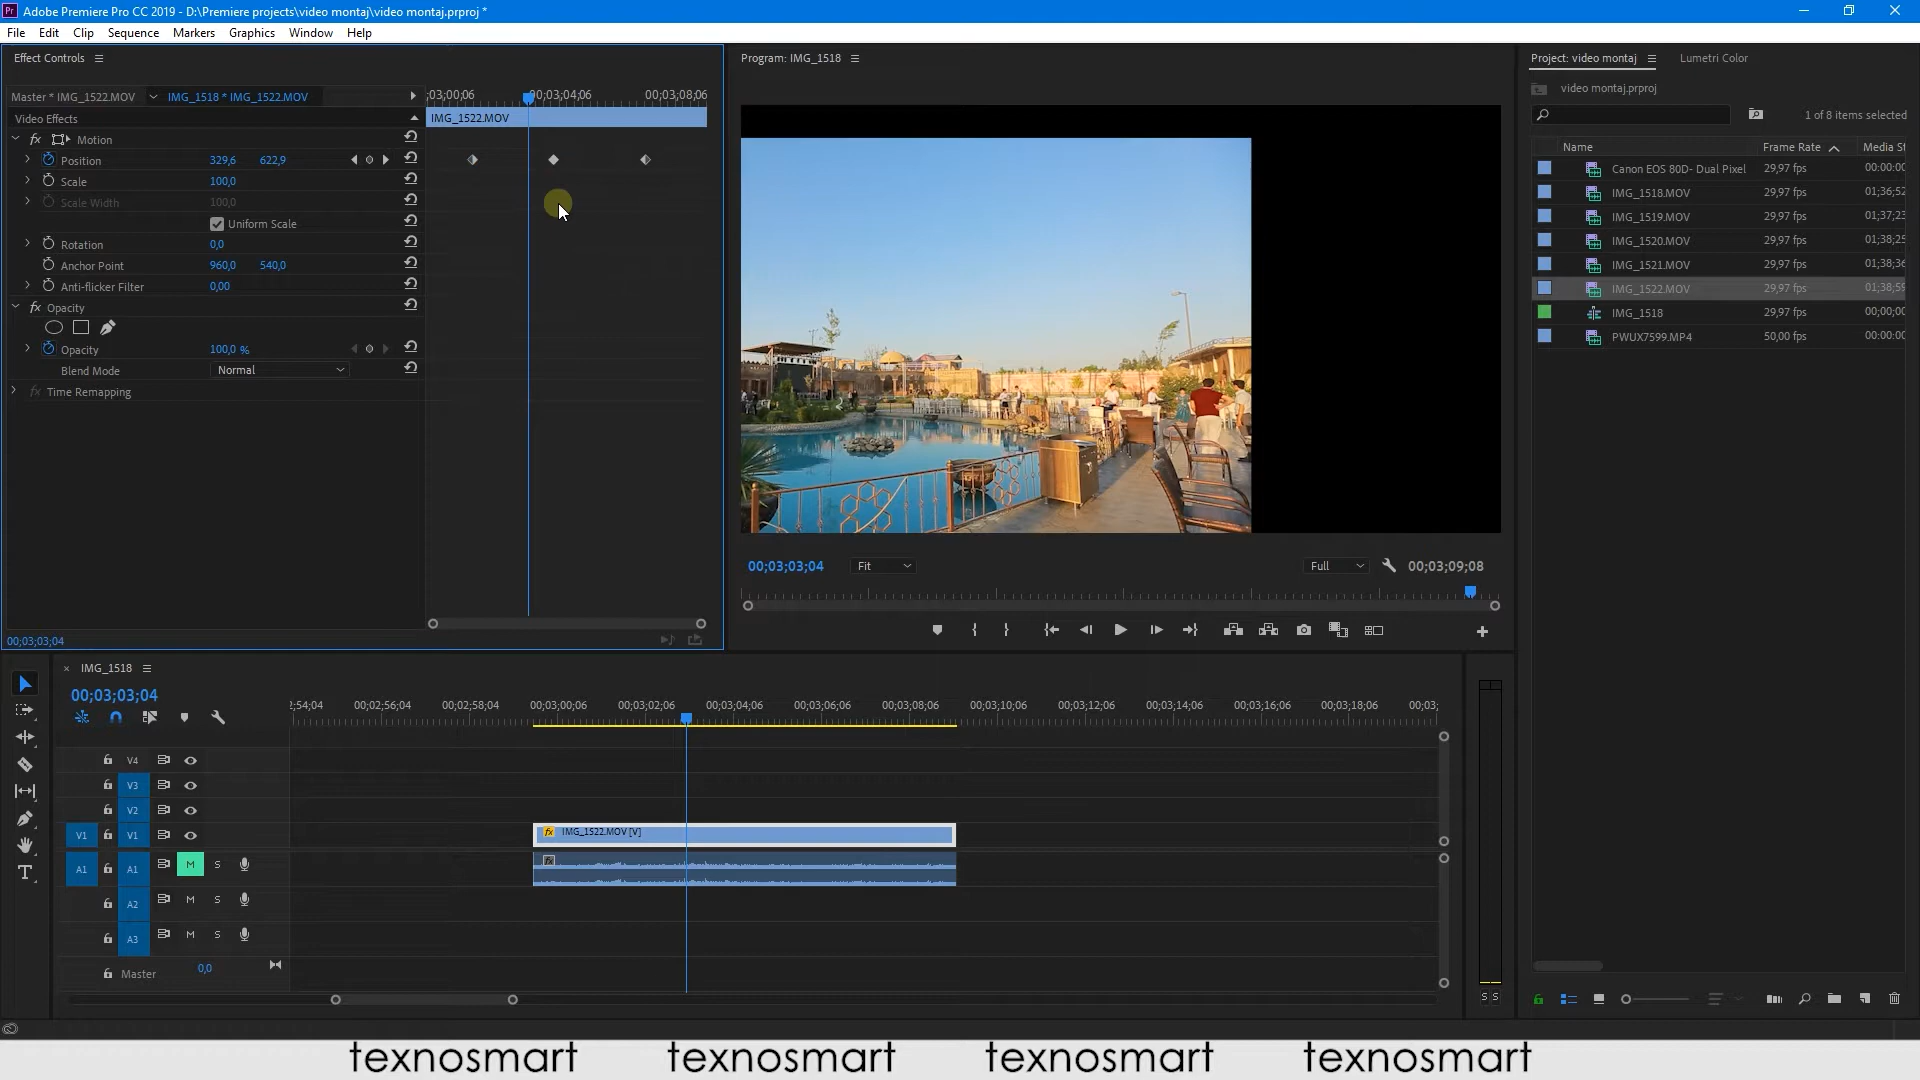 Adobe Premiere Pro CC 2019 - D:\Premiere projects\video montaj\video montaj.prproj *
File Edit Clip Sequence Markers Graphics Window Help
Effect Controls
Master * IMG_1522.MOV IMG_1518 * IMG_1522.MOV
;03;00;06 00;03;04;06 00;03;08;06
Video Effects
IMG_1522.MOV
fx Motion
Position 329,6 622,9
Scale 100,0
Scale Width 100,0
Uniform Scale
Rotation 0,0
Anchor Point 960,0 540,0
Anti-flicker Filter 0,00
fx Opacity
Opacity 100,0 %
Blend Mode Normal
fx Time Remapping
00;03;03;04
Program: IMG_1518
00;03;03;04 Fit Full 00;03;09;08
Project: video montaj Lumetri Color
video montaj.prproj
1 of 8 items selected
Name Frame Rate Media St
Canon EOS 80D- Dual Pixel 29,97 fps 00:00:00
IMG_1518.MOV 29,97 fps 01;36;52
IMG_1519.MOV 29,97 fps 01;37;23
IMG_1520.MOV 29,97 fps 01;38;25
IMG_1521.MOV 29,97 fps 01;38;36
IMG_1522.MOV 29,97 fps 01;38;59
IMG_1518 29,97 fps 00;00;00
PWUX7599.MP4 50,00 fps 00:00:00
× IMG_1518
00;03;03;04
;54;04 00;02;56;04 00;02;58;04 00;03;00;06 00;03;02;06 00;03;04;06 00;03;06;06 00;03;08;06 00;03;10;06 00;03;12;06 00;03;14;06 00;03;16;06 00;03;18;06 00;03;
V4
V3
V2
V1 V1 fx IMG_1522.MOV [V]
A1 A1 M S fx
A2 M S
A3 M S
Master 0,0
S S
texnosmart texnosmart texnosmart texnosmart